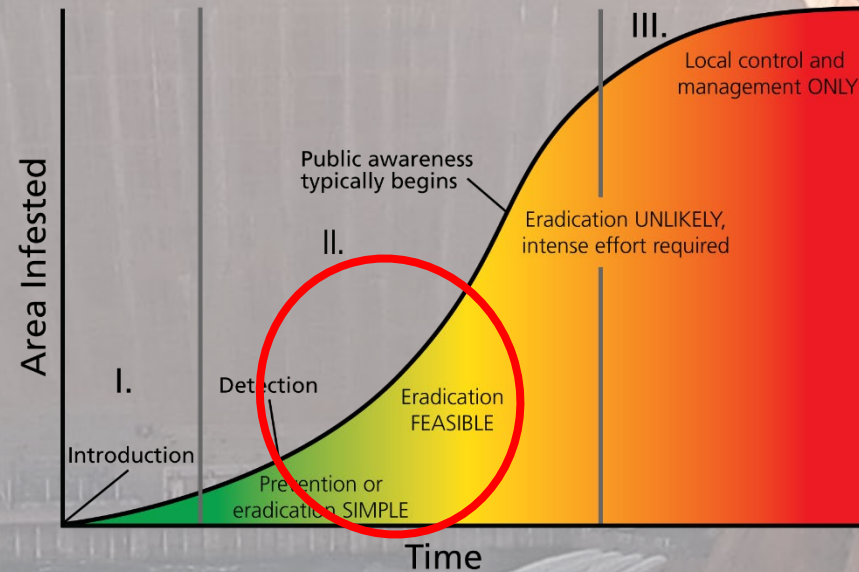 III.
Local control and
management ONLY
Public awareness
typically begins
Eradication UNLIKELY,
intense effort required
II.
Area Infested
I.
Detection
Eradication
FEASIBLE
Introduction
Prevention or
eradication SIMPLE
Time